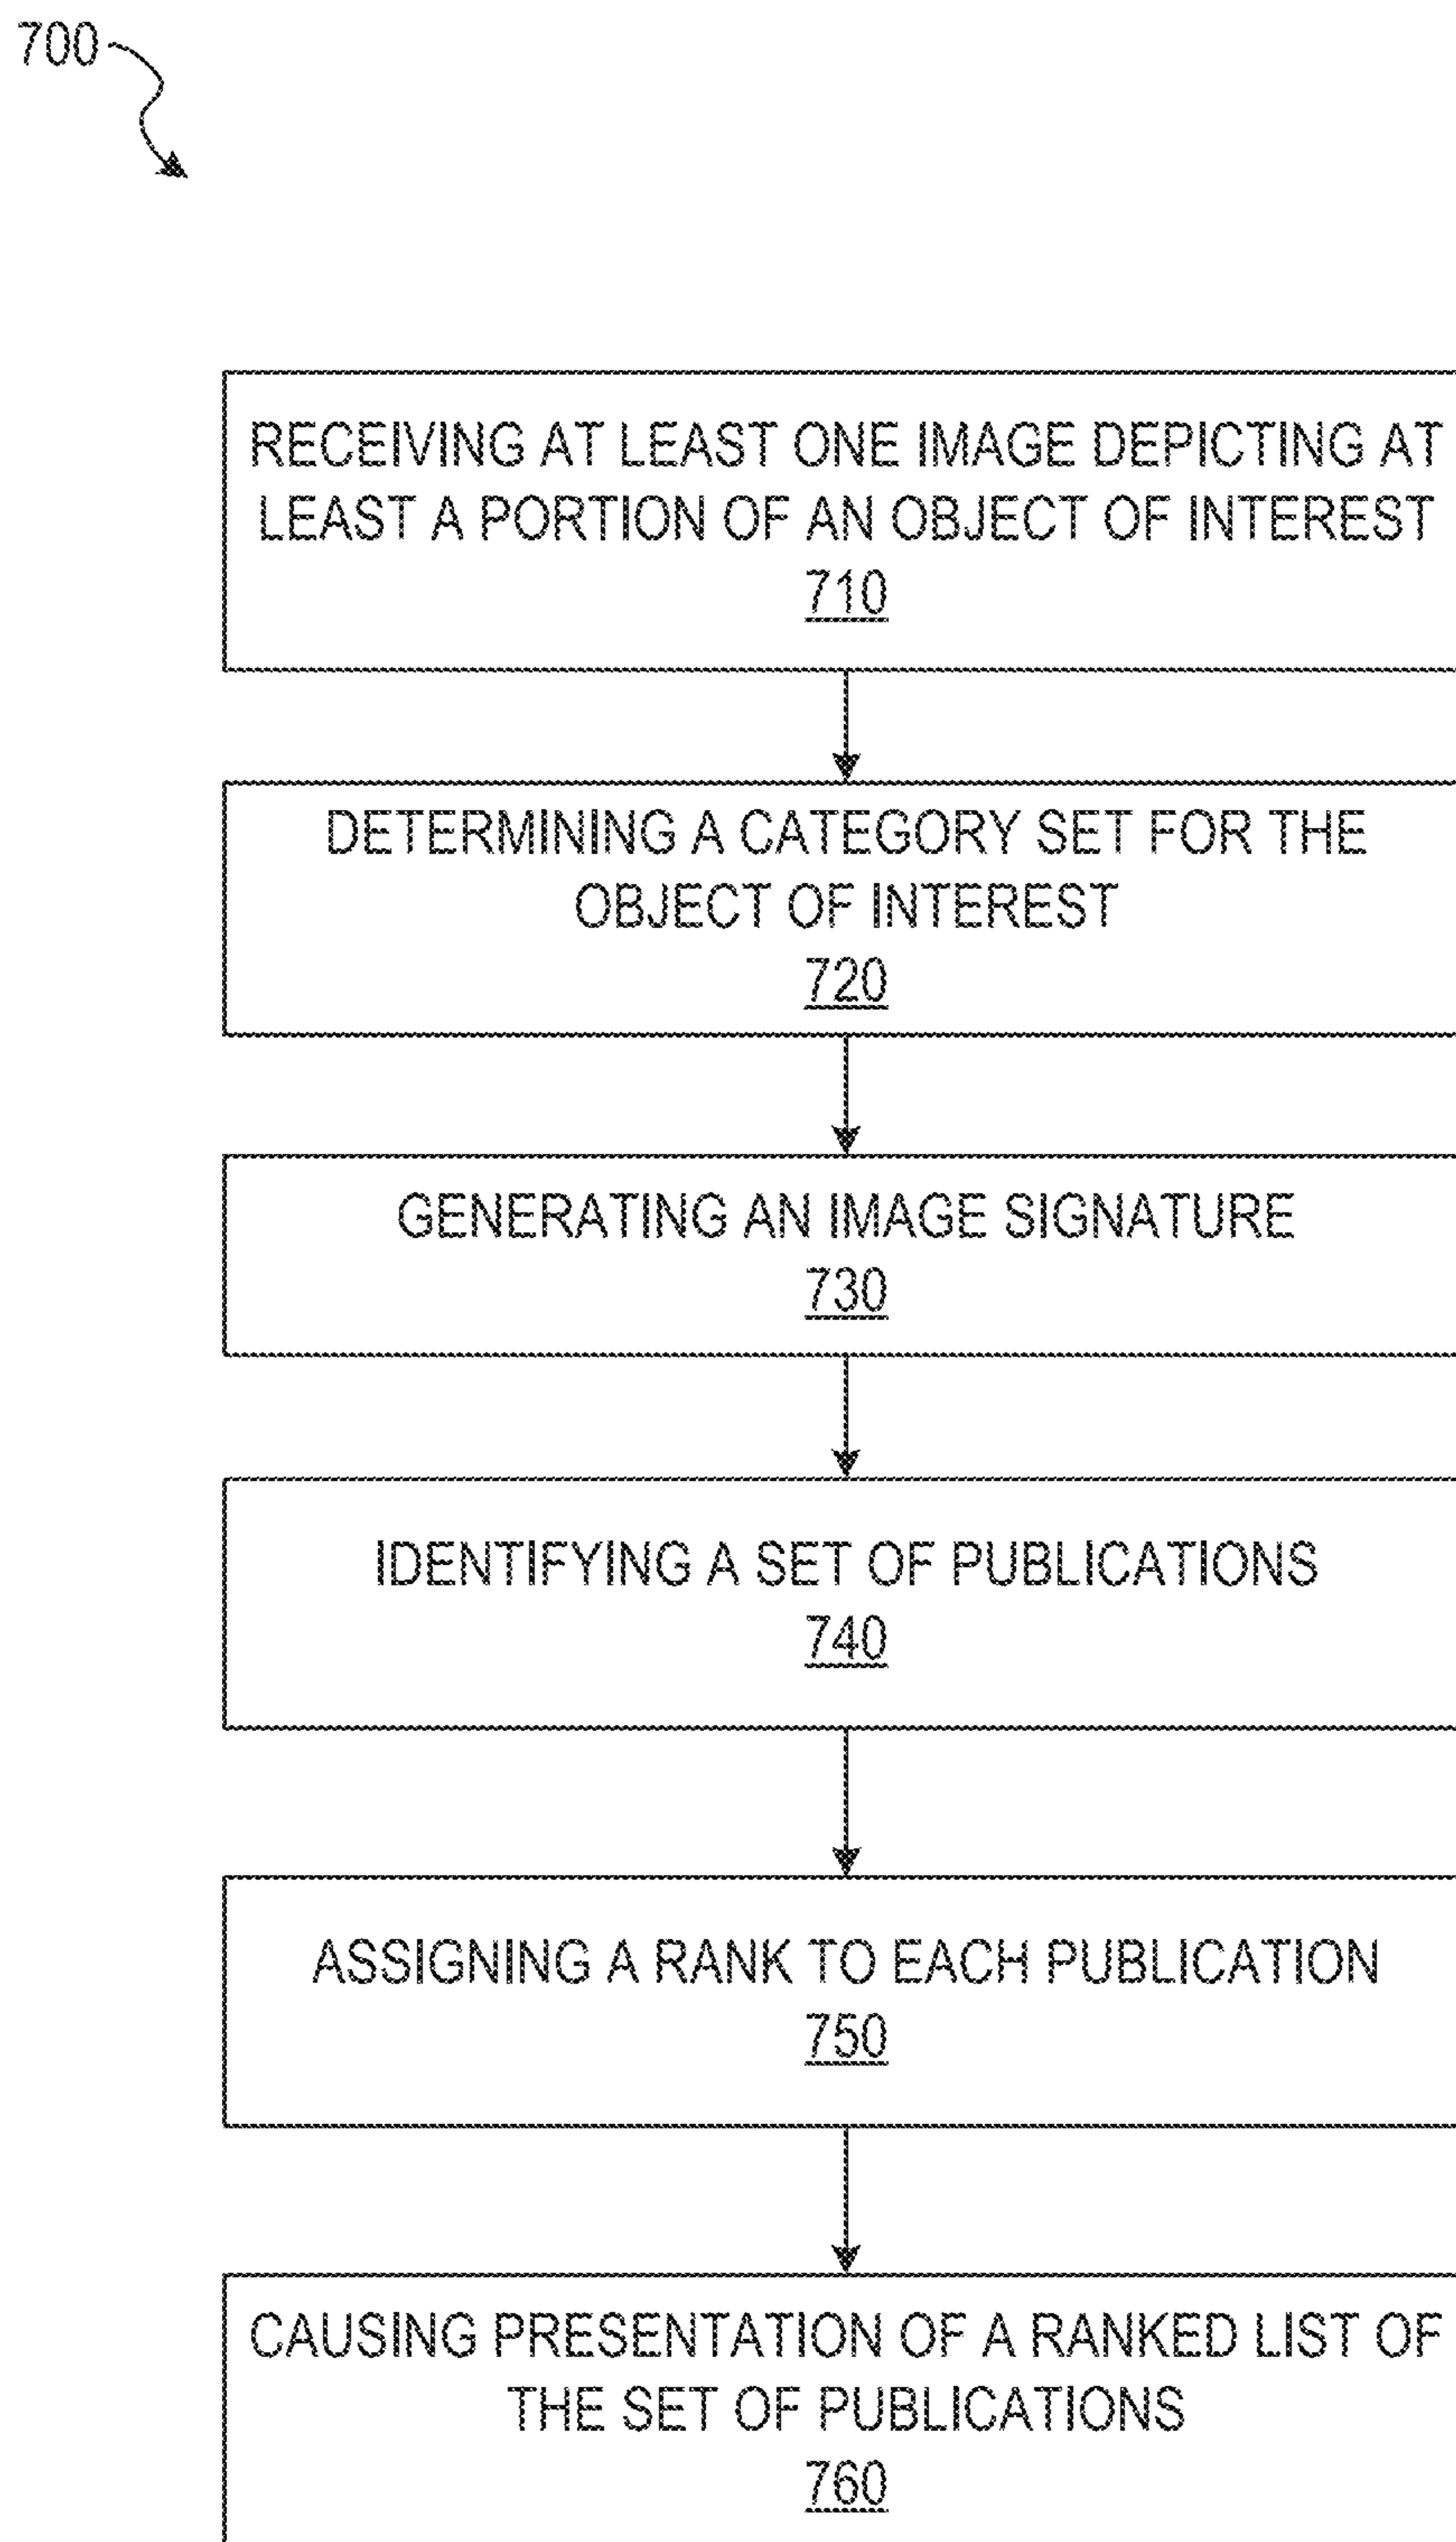 700
RECEIVING AT LEAST ONE IMAGE DEPICTING AT
LEAST A PORTION OF AN OBJECT OF INTEREST
710
DETERMINING A CATEGORY SET FOR THE
OBJECT OF INTEREST
720
GENERATING AN IMAGE SIGNATURE
730
IDENTIFYING A SET OF PUBLICATIONS
740
ASSIGNING A RANK TO EACH PUBLICATION
750
CAUSING PRESENTATION OF A RANKED LIST OF
THE SET OF PUBLICATIONS
760